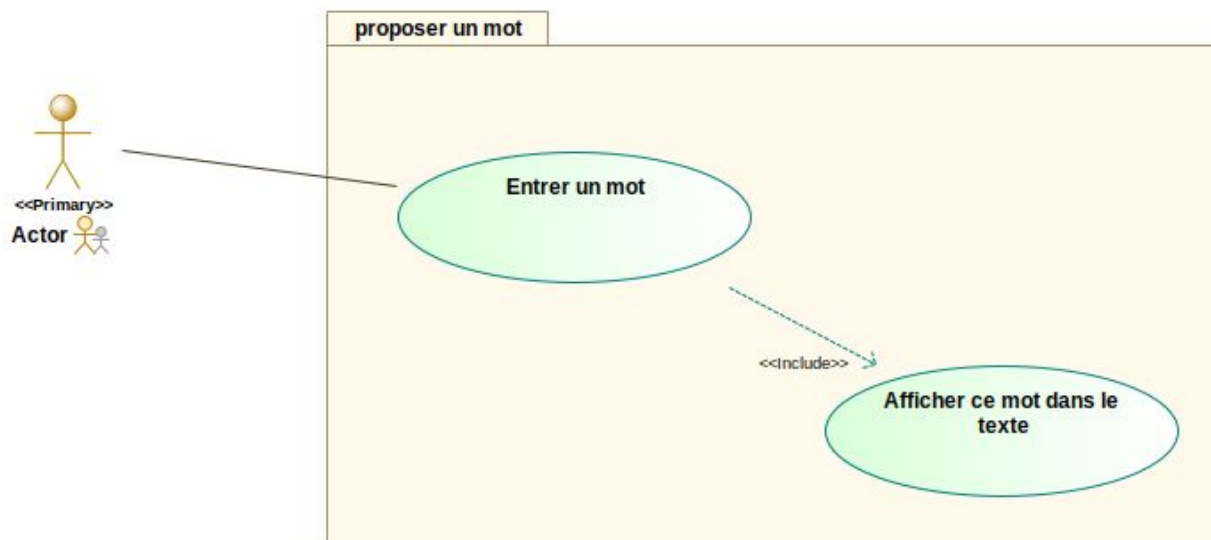 proposer un mot
<<Primary>>
Actor
Entrer un mot
<<Include>>
Afficher ce mot dans le
texte